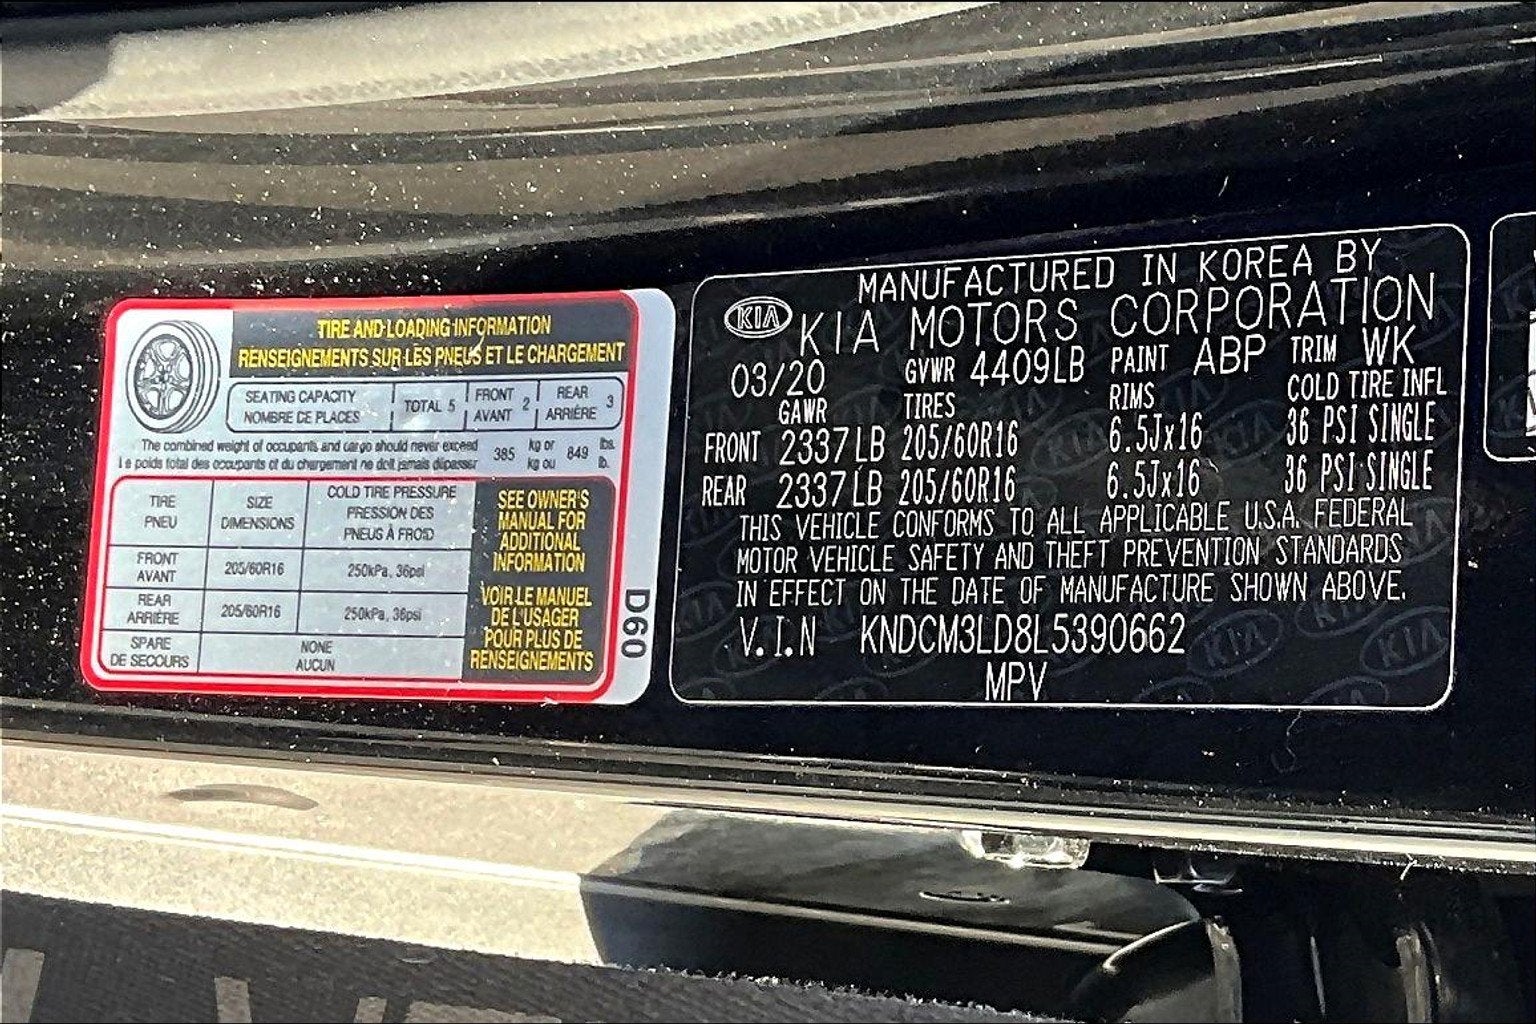 TIRE AND LOADING INFORMATION
RENSEIGNEMENTS SUR LES PNEUS ET LE CHARGEMENT
SEATING CAPACITY
NOMBRE DE PLACES
TOTAL 5
FRONT
AVANT 2
REAR
ARRIÈRE 3
The combined weight of occupants and cargo should never exceed 385 kg or 849 lbs.
Le poids total des occupants et du chargement ne doit jamais dépasser kg ou lb.
TIRE
PNEU
SIZE
DIMENSIONS
COLD TIRE PRESSURE
PRESSION DES
PNEUS À FROID
FRONT
AVANT
205/60R16
250kPa, 36psi
REAR
ARRIÈRE
205/60R16
250kPa, 36psi
SPARE
DE SECOURS
NONE
AUCUN
SEE OWNER'S
MANUAL FOR
ADDITIONAL
INFORMATION
VOIR LE MANUEL
DE L'USAGER
POUR PLUS DE
RENSEIGNEMENTS
D60
MANUFACTURED IN KOREA BY
KIA KIA MOTORS CORPORATION
03/20 GVWR 4409LB PAINT ABP TRIM WK
GAWR TIRES RIMS COLD TIRE INFL
FRONT 2337LB 205/60R16 6.5Jx16 36 PSI SINGLE
REAR 2337LB 205/60R16 6.5Jx16 36 PSI SINGLE
THIS VEHICLE CONFORMS TO ALL APPLICABLE U.S.A. FEDERAL
MOTOR VEHICLE SAFETY AND THEFT PREVENTION STANDARDS
IN EFFECT ON THE DATE OF MANUFACTURE SHOWN ABOVE.
V.I.N KNDCM3LD8L5390662
MPV